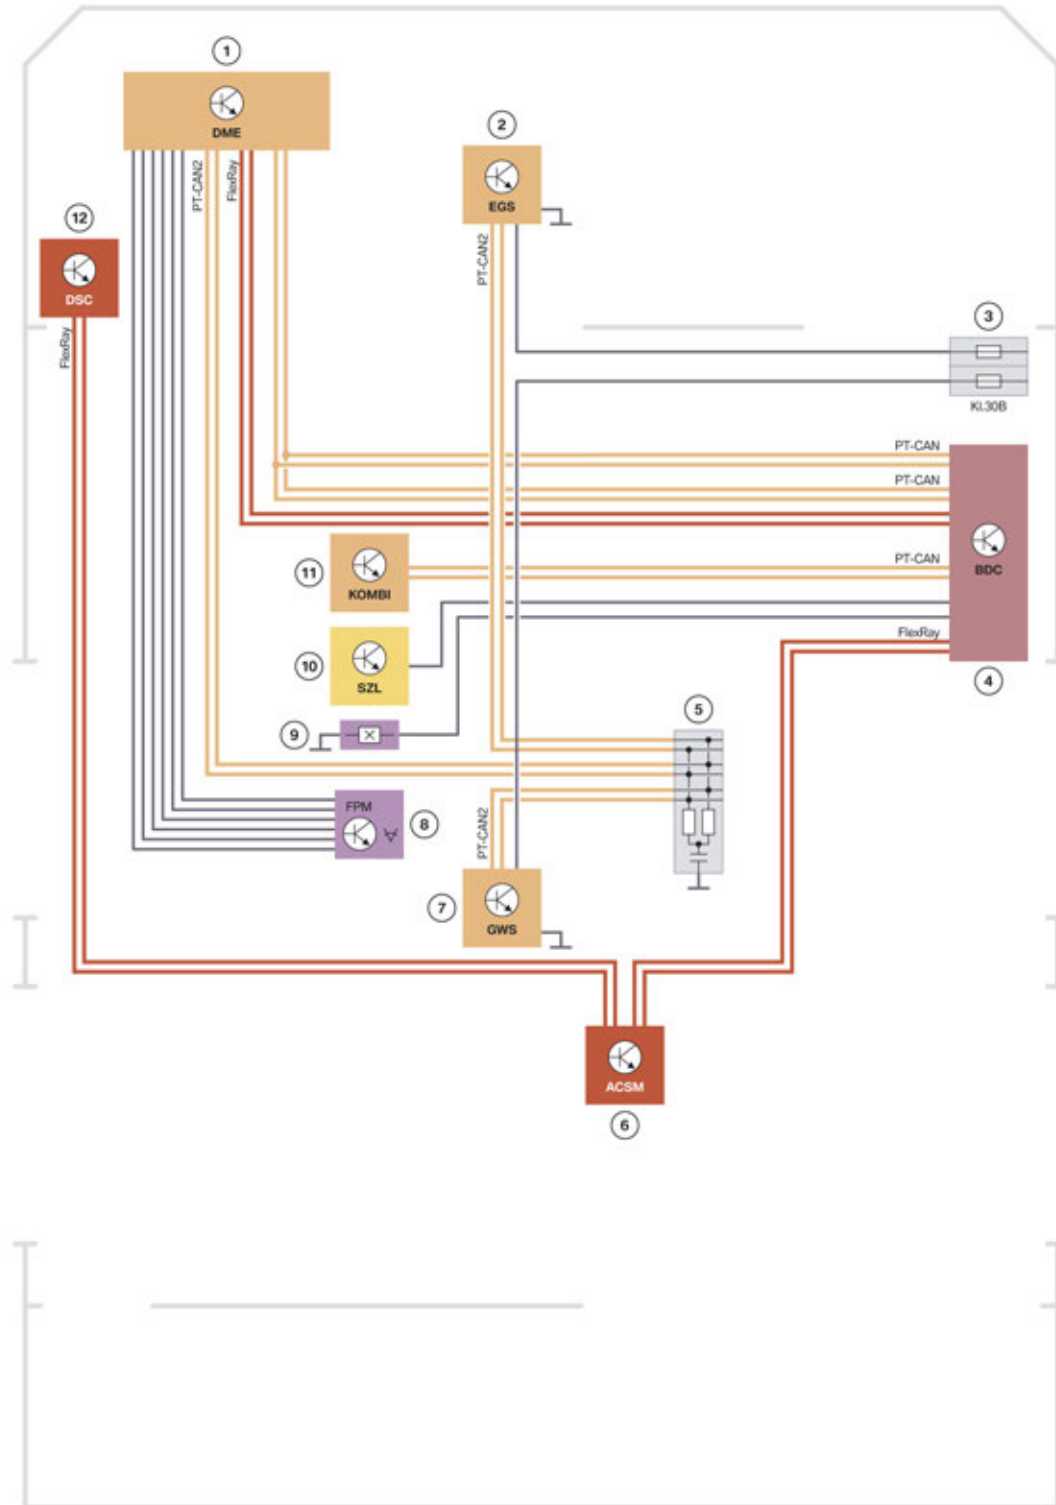 1
DME
2
EGS
PT-CAN2
FlexRay
PT-CAN2
12
DSC
FlexRay
3
Kl.30B
PT-CAN
PT-CAN
BDC
PT-CAN
FlexRay
4
11
KOMBI
10
SZL
9
5
FPM
8
PT-CAN2
7
GWS
ACSM
6